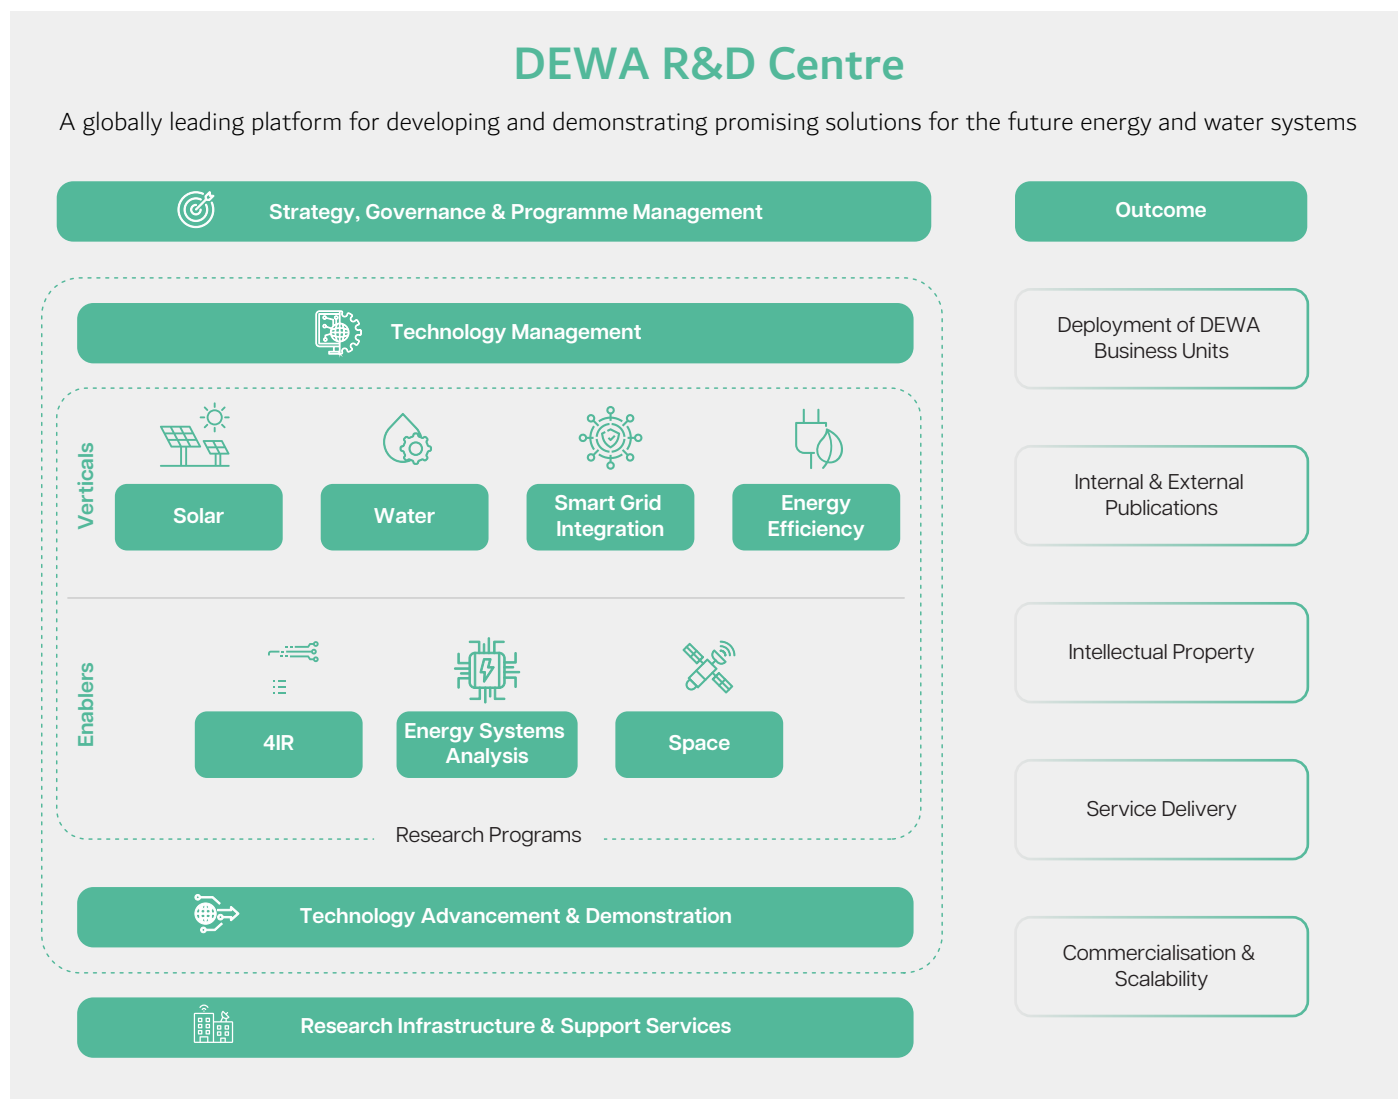 DEWA R&D Centre
A globally leading platform for developing and demonstrating promising solutions for the future energy and water systems
Strategy, Governance & Programme Management
Technology Management
Verticals
Solar
Water
Smart Grid
Integration
Energy
Efficiency
Enablers
4IR
Energy Systems
Analysis
Space
Research Programs
Technology Advancement & Demonstration
Research Infrastructure & Support Services
Outcome
Deployment of DEWA
Business Units
Internal & External
Publications
Intellectual Property
Service Delivery
Commercialisation &
Scalability